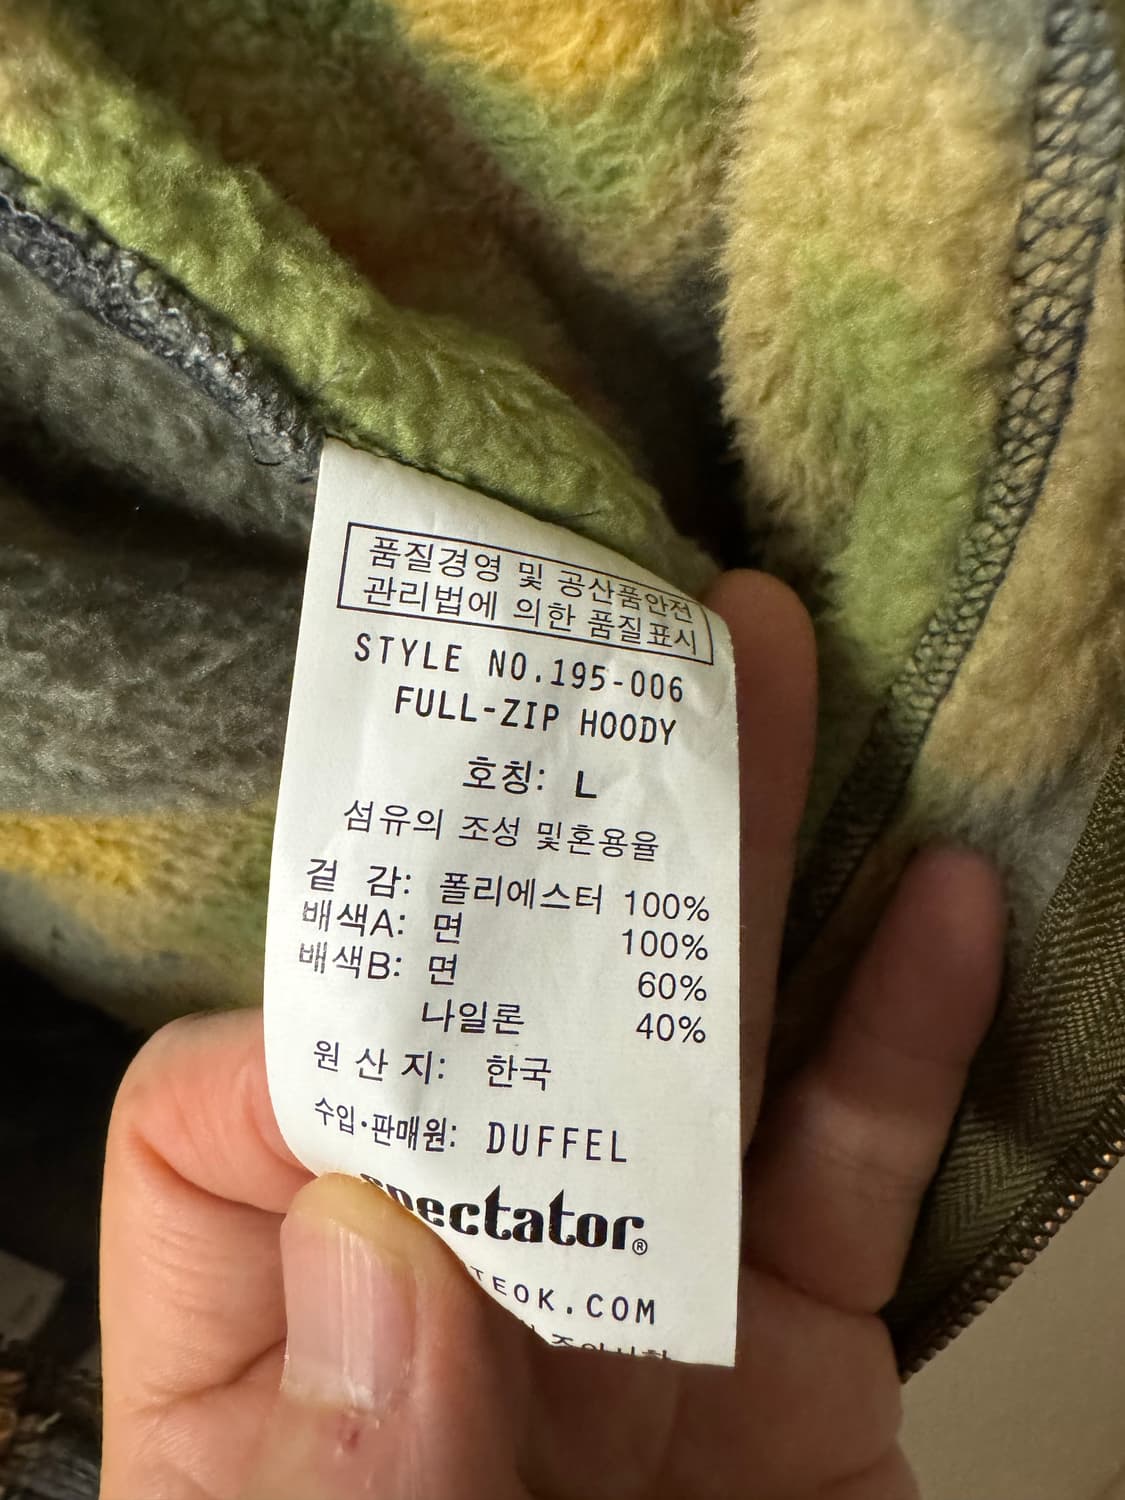 품질경영 및 공산품안전
관리법에 의한 품질표시
STYLE NO.195-006
FULL-ZIP HOODY
호칭: L
섬유의 조성 및혼용율
겉 감: 폴리에스터 100%
배색A: 면 100%
배색B: 면 60%
나일론 40%
원 산 지: 한국
수입·판매원: DUFFEL
spectator®